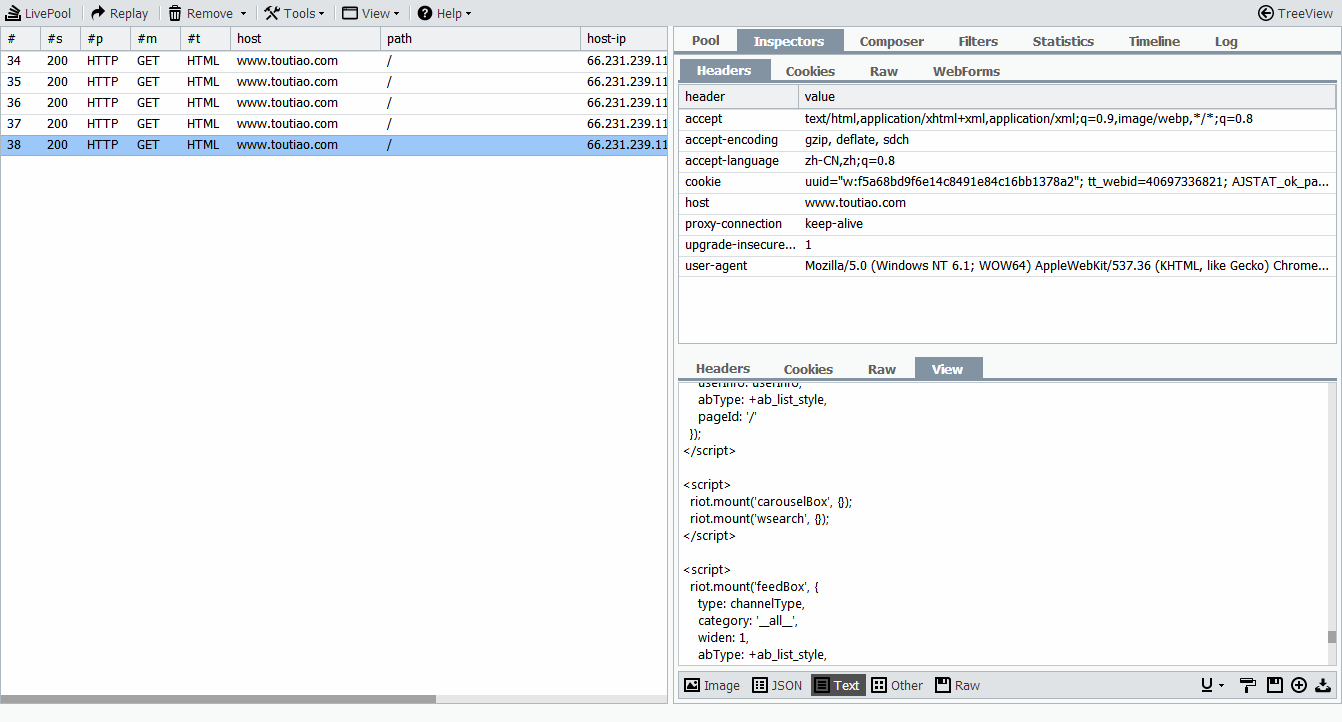 LivePool Replay Remove Tools View Help TreeView
# #s #p #m #t host path host-ip
34 200 HTTP GET HTML www.toutiao.com / 66.231.239.11
35 200 HTTP GET HTML www.toutiao.com / 66.231.239.11
36 200 HTTP GET HTML www.toutiao.com / 66.231.239.11
37 200 HTTP GET HTML www.toutiao.com / 66.231.239.11
38 200 HTTP GET HTML www.toutiao.com / 66.231.239.11
Pool Inspectors Composer Filters Statistics Timeline Log
Headers Cookies Raw WebForms
header value
accept text/html,application/xhtml+xml,application/xml;q=0.9,image/webp,*/*;q=0.8
accept-encoding gzip, deflate, sdch
accept-language zh-CN,zh;q=0.8
cookie uuid="w:f5a68bd9f6e14c8491e84c16bb1378a2"; tt_webid=40697336821; AJSTAT_ok_pa...
host www.toutiao.com
proxy-connection keep-alive
upgrade-insecure... 1
user-agent Mozilla/5.0 (Windows NT 6.1; WOW64) AppleWebKit/537.36 (KHTML, like Gecko) Chrome...
Headers Cookies Raw View
userInfo: userInfo,
abType: +ab_list_style,
pageId: '/'
});
</script>
<script>
riot.mount('carouselBox', {});
riot.mount('wsearch', {});
</script>
<script>
riot.mount('feedBox', {
type: channelType,
category: '__all__',
widen: 1,
abType: +ab_list_style,
Image JSON Text Other Raw U